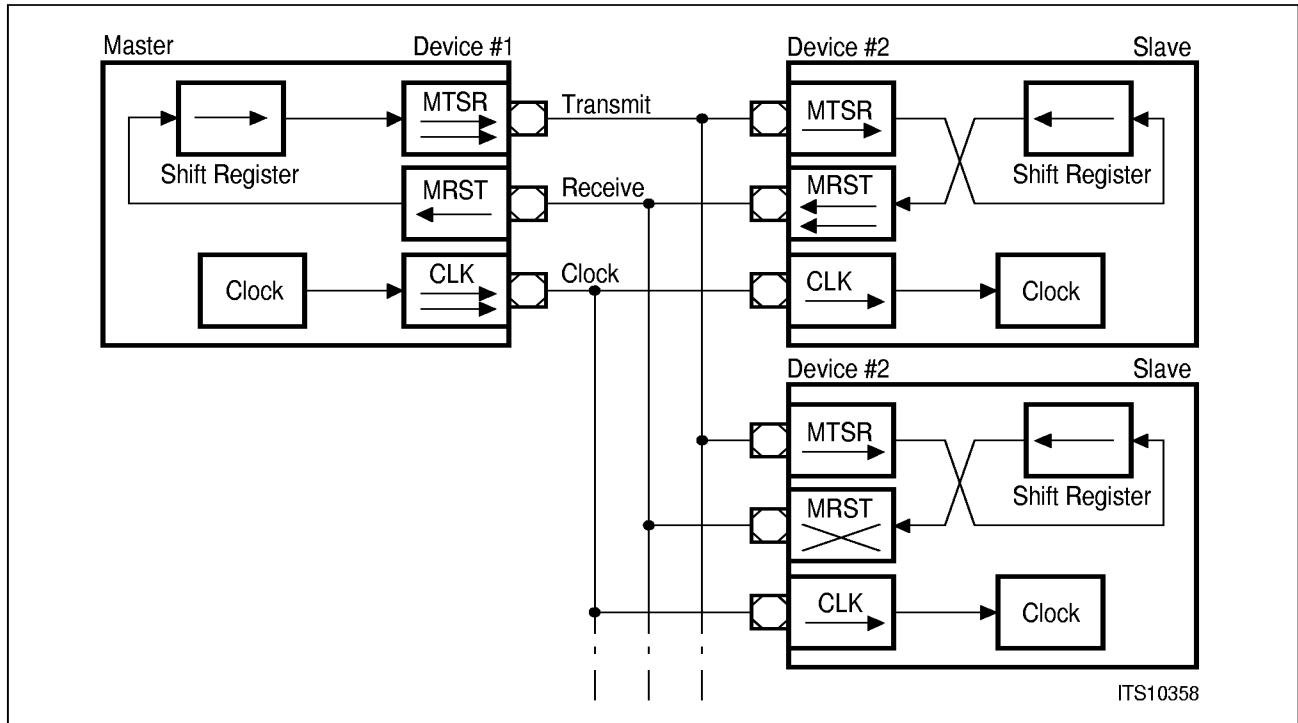 Master
Device #1
MTSR
Transmit
Shift Register
MRST
Receive
Clock
CLK
Clock
Device #2
Slave
MTSR
MRST
Shift Register
CLK
Clock
Device #2
Slave
MTSR
Shift Register
MRST
CLK
Clock
ITS10358